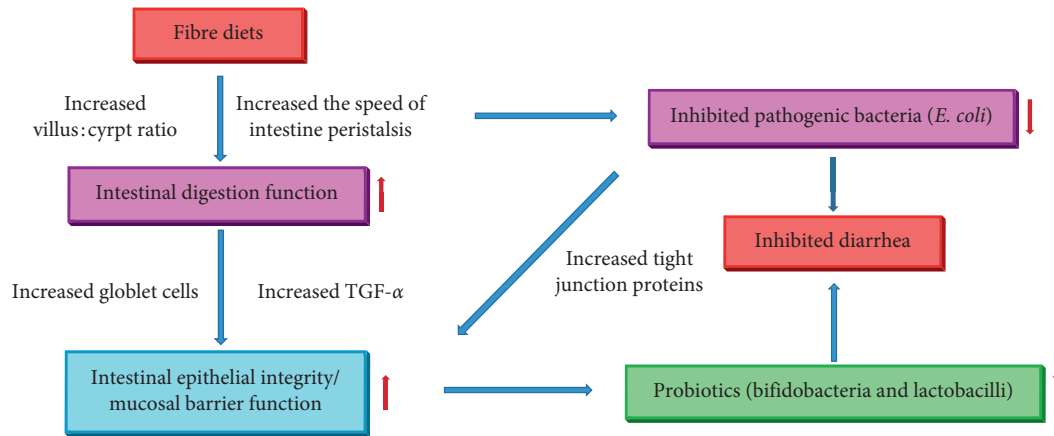 Fibre diets
Increased
villus:cyrpt ratio
Increased the speed of
intestine peristalsis
Inhibited pathogenic bacteria (E. coli)
Intestinal digestion function
Inhibited diarrhea
Increased tight
junction proteins
Increased globlet cells
Increased TGF-α
Intestinal epithelial integrity/
mucosal barrier function
Probiotics (bifidobacteria and lactobacilli)